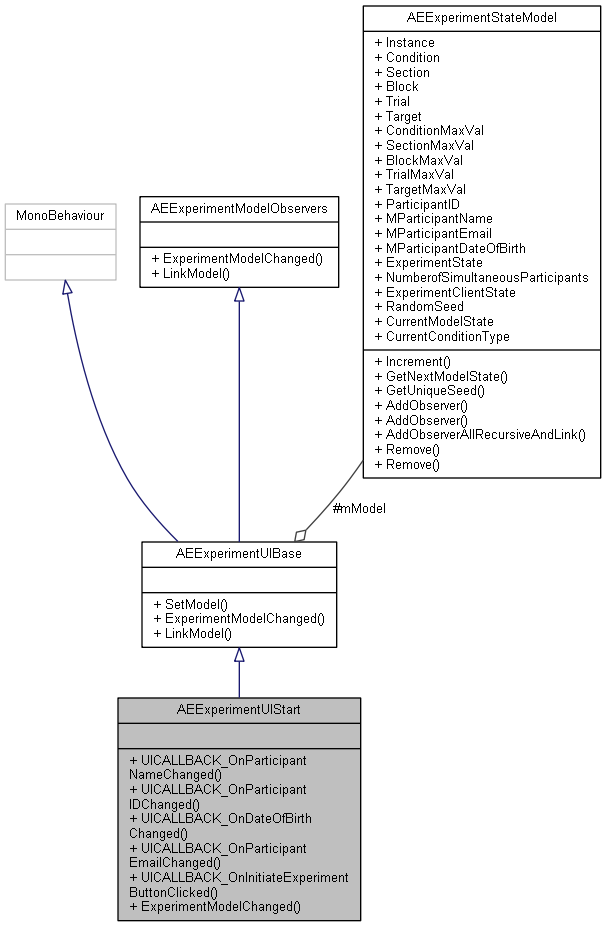 AEExperimentStateModel
+ Instance
+ Condition
+ Section
+ Block
+ Trial
+ Target
+ ConditionMaxVal
+ SectionMaxVal
+ BlockMaxVal
+ TrialMaxVal
+ TargetMaxVal
+ ParticipantID
+ MParticipantName
+ MParticipantEmail
+ MParticipantDateOfBirth
+ ExperimentState
+ NumberofSimultaneousParticipants
+ ExperimentClientState
+ RandomSeed
+ CurrentModelState
+ CurrentConditionType
+ Increment()
+ GetNextModelState()
+ GetUniqueSeed()
+ AddObserver()
+ AddObserver()
+ AddObserverAllRecursiveAndLink()
+ Remove()
+ Remove()
MonoBehaviour
AEExperimentModelObservers
+ ExperimentModelChanged()
+ LinkModel()
#mModel
AEExperimentUIBase
+ SetModel()
+ ExperimentModelChanged()
+ LinkModel()
AEExperimentUIStart
+ UICALLBACK_OnParticipant
NameChanged()
+ UICALLBACK_OnParticipant
IDChanged()
+ UICALLBACK_OnDateOfBirth
Changed()
+ UICALLBACK_OnParticipant
EmailChanged()
+ UICALLBACK_OnInitiateExperiment
ButtonClicked()
+ ExperimentModelChanged()